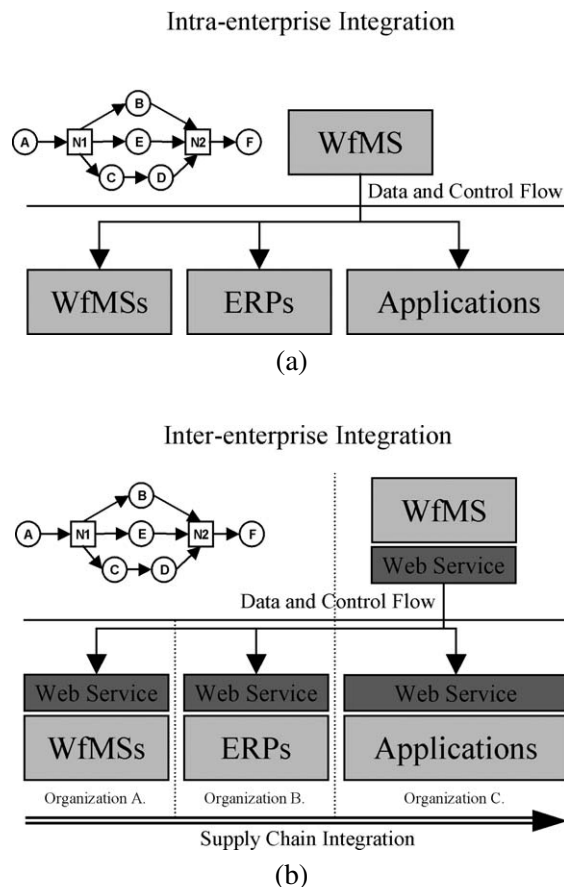 Intra-enterprise Integration
B
A N1 E N2 F
C D
WfMS
Data and Control Flow
WfMSs ERPs Applications
(a)
Inter-enterprise Integration
B
A N1 E N2 F
C D
WfMS
Web Service
Data and Control Flow
Web Service Web Service Web Service
WfMSs ERPs Applications
Organization A. Organization B. Organization C.
Supply Chain Integration
(b)